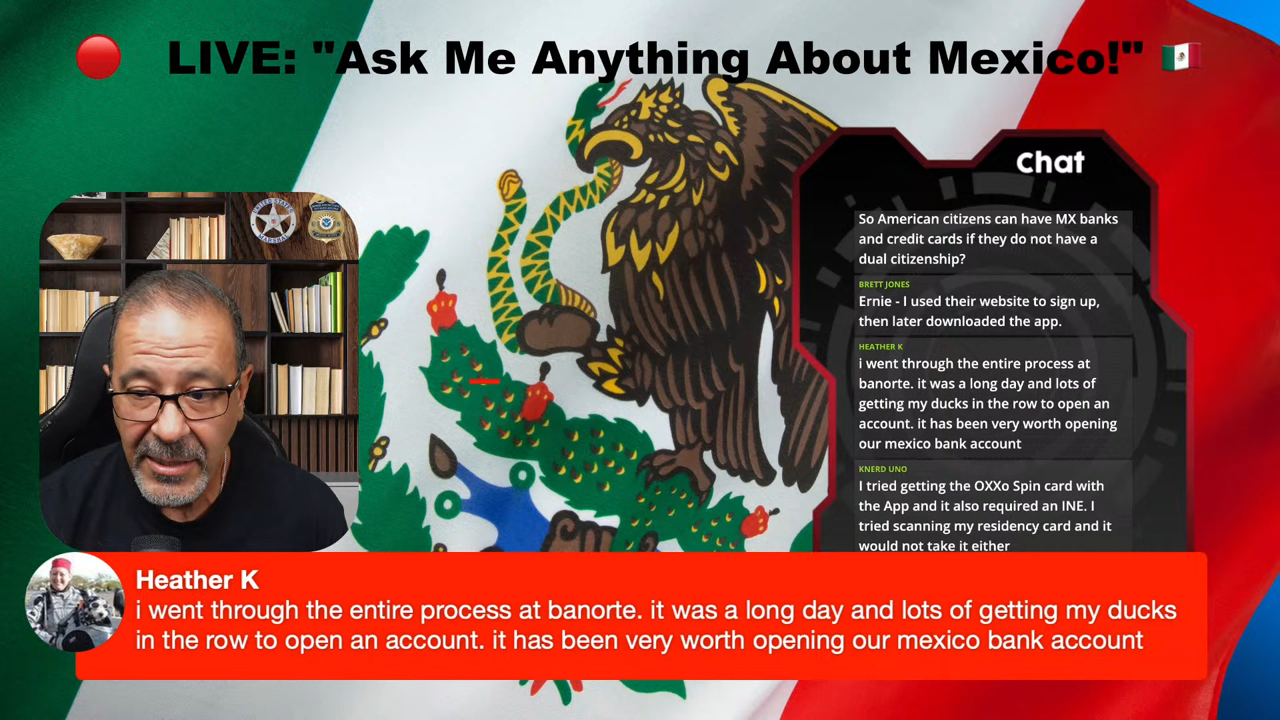 LIVE: "Ask Me Anything About Mexico!"
Chat
So American citizens can have MX banks
and credit cards if they do not have a
dual citizenship?
BRETT JONES
Ernie - I used their website to sign up,
then later downloaded the app.
HEATHER K
i went through the entire process at
banorte. it was a long day and lots of
getting my ducks in the row to open an
account. it has been very worth opening
our mexico bank account
KNERD UNO
I tried getting the OXXo Spin card with
the App and it also required an INE. I
tried scanning my residency card and it
would not take it either
UNITED STATES
MARSHAL
Heather K
i went through the entire process at banorte. it was a long day and lots of getting my ducks
in the row to open an account. it has been very worth opening our mexico bank account